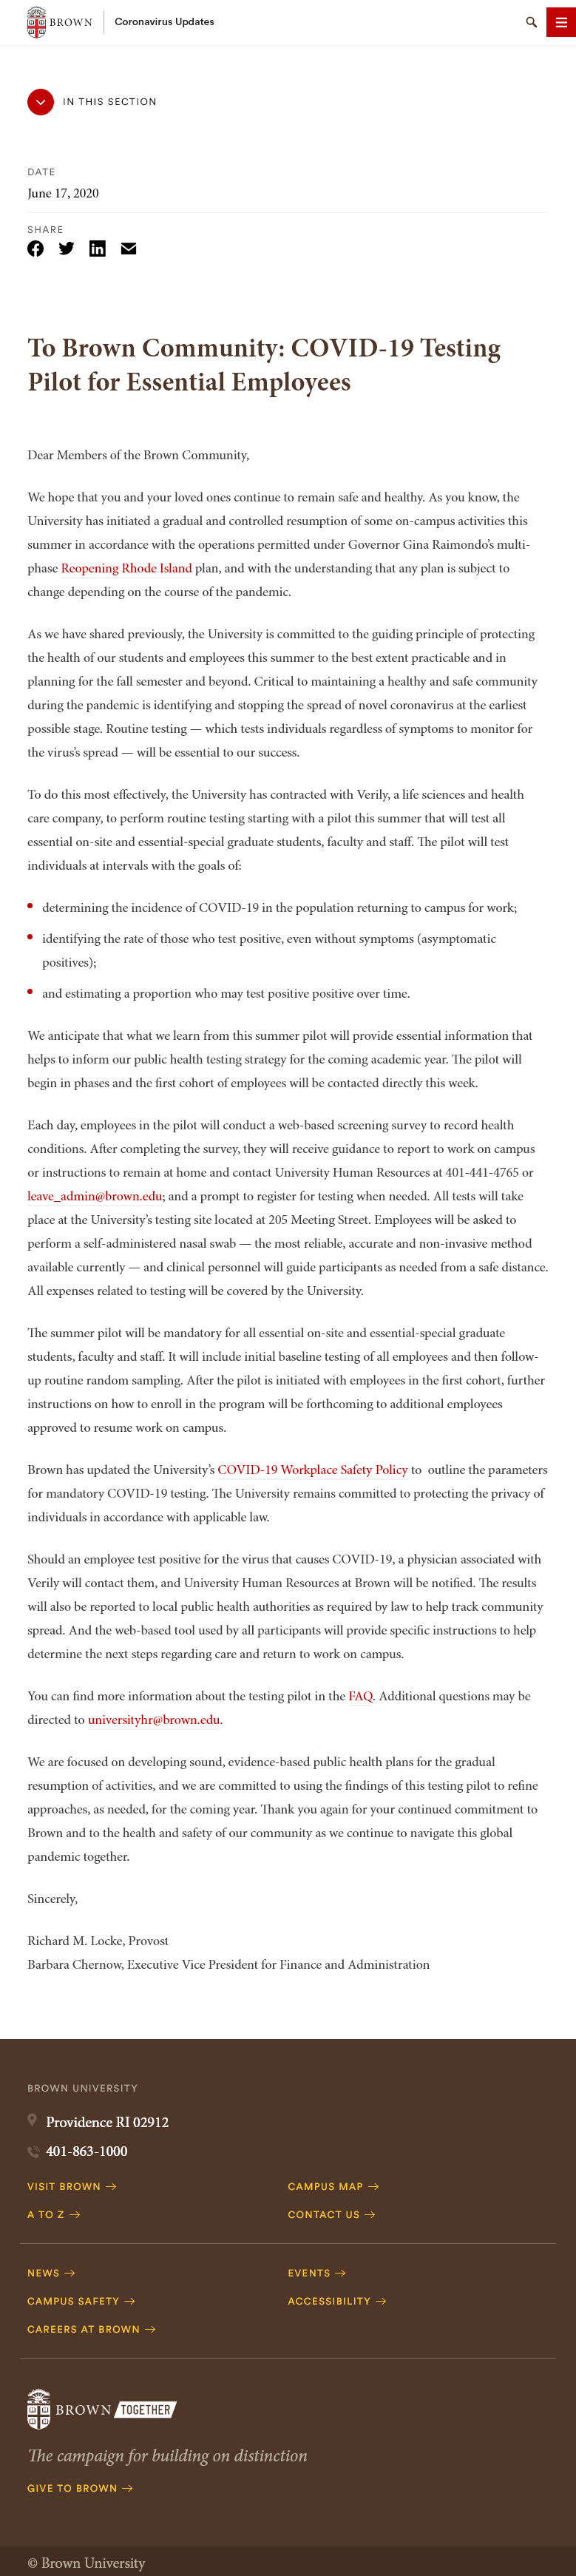 BROWN
Coronavirus Updates
IN THIS SECTION
DATE
June 17, 2020
SHARE
To Brown Community: COVID-19 Testing
Pilot for Essential Employees
Dear Members of the Brown Community,
We hope that you and your loved ones continue to remain safe and healthy. As you know, the
University has initiated a gradual and controlled resumption of some on-campus activities this
summer in accordance with the operations permitted under Governor Gina Raimondo’s multi-
phase Reopening Rhode Island plan, and with the understanding that any plan is subject to
change depending on the course of the pandemic.
As we have shared previously, the University is committed to the guiding principle of protecting
the health of our students and employees this summer to the best extent practicable and in
planning for the fall semester and beyond. Critical to maintaining a healthy and safe community
during the pandemic is identifying and stopping the spread of novel coronavirus at the earliest
possible stage. Routine testing — which tests individuals regardless of symptoms to monitor for
the virus’s spread — will be essential to our success.
To do this most effectively, the University has contracted with Verily, a life sciences and health
care company, to perform routine testing starting with a pilot this summer that will test all
essential on-site and essential-special graduate students, faculty and staff. The pilot will test
individuals at intervals with the goals of:
determining the incidence of COVID-19 in the population returning to campus for work;
identifying the rate of those who test positive, even without symptoms (asymptomatic
positives);
and estimating a proportion who may test positive positive over time.
We anticipate that what we learn from this summer pilot will provide essential information that
helps to inform our public health testing strategy for the coming academic year. The pilot will
begin in phases and the first cohort of employees will be contacted directly this week.
Each day, employees in the pilot will conduct a web-based screening survey to record health
conditions. After completing the survey, they will receive guidance to report to work on campus
or instructions to remain at home and contact University Human Resources at 401-441-4765 or
leave_admin@brown.edu; and a prompt to register for testing when needed. All tests will take
place at the University’s testing site located at 205 Meeting Street. Employees will be asked to
perform a self-administered nasal swab — the most reliable, accurate and non-invasive method
available currently — and clinical personnel will guide participants as needed from a safe distance.
All expenses related to testing will be covered by the University.
The summer pilot will be mandatory for all essential on-site and essential-special graduate
students, faculty and staff. It will include initial baseline testing of all employees and then follow-
up routine random sampling. After the pilot is initiated with employees in the first cohort, further
instructions on how to enroll in the program will be forthcoming to additional employees
approved to resume work on campus.
Brown has updated the University’s COVID-19 Workplace Safety Policy to  outline the parameters
for mandatory COVID-19 testing. The University remains committed to protecting the privacy of
individuals in accordance with applicable law.
Should an employee test positive for the virus that causes COVID-19, a physician associated with
Verily will contact them, and University Human Resources at Brown will be notified. The results
will also be reported to local public health authorities as required by law to help track community
spread. And the web-based tool used by all participants will provide specific instructions to help
determine the next steps regarding care and return to work on campus.
You can find more information about the testing pilot in the FAQ. Additional questions may be
directed to universityhr@brown.edu.
We are focused on developing sound, evidence-based public health plans for the gradual
resumption of activities, and we are committed to using the findings of this testing pilot to refine
approaches, as needed, for the coming year. Thank you again for your continued commitment to
Brown and to the health and safety of our community as we continue to navigate this global
pandemic together.
Sincerely,
Richard M. Locke, Provost
Barbara Chernow, Executive Vice President for Finance and Administration
BROWN UNIVERSITY
Providence RI 02912
401-863-1000
VISIT BROWN
CAMPUS MAP
A TO Z
CONTACT US
NEWS
EVENTS
CAMPUS SAFETY
ACCESSIBILITY
CAREERS AT BROWN
BROWN TOGETHER
The campaign for building on distinction
GIVE TO BROWN
© Brown University